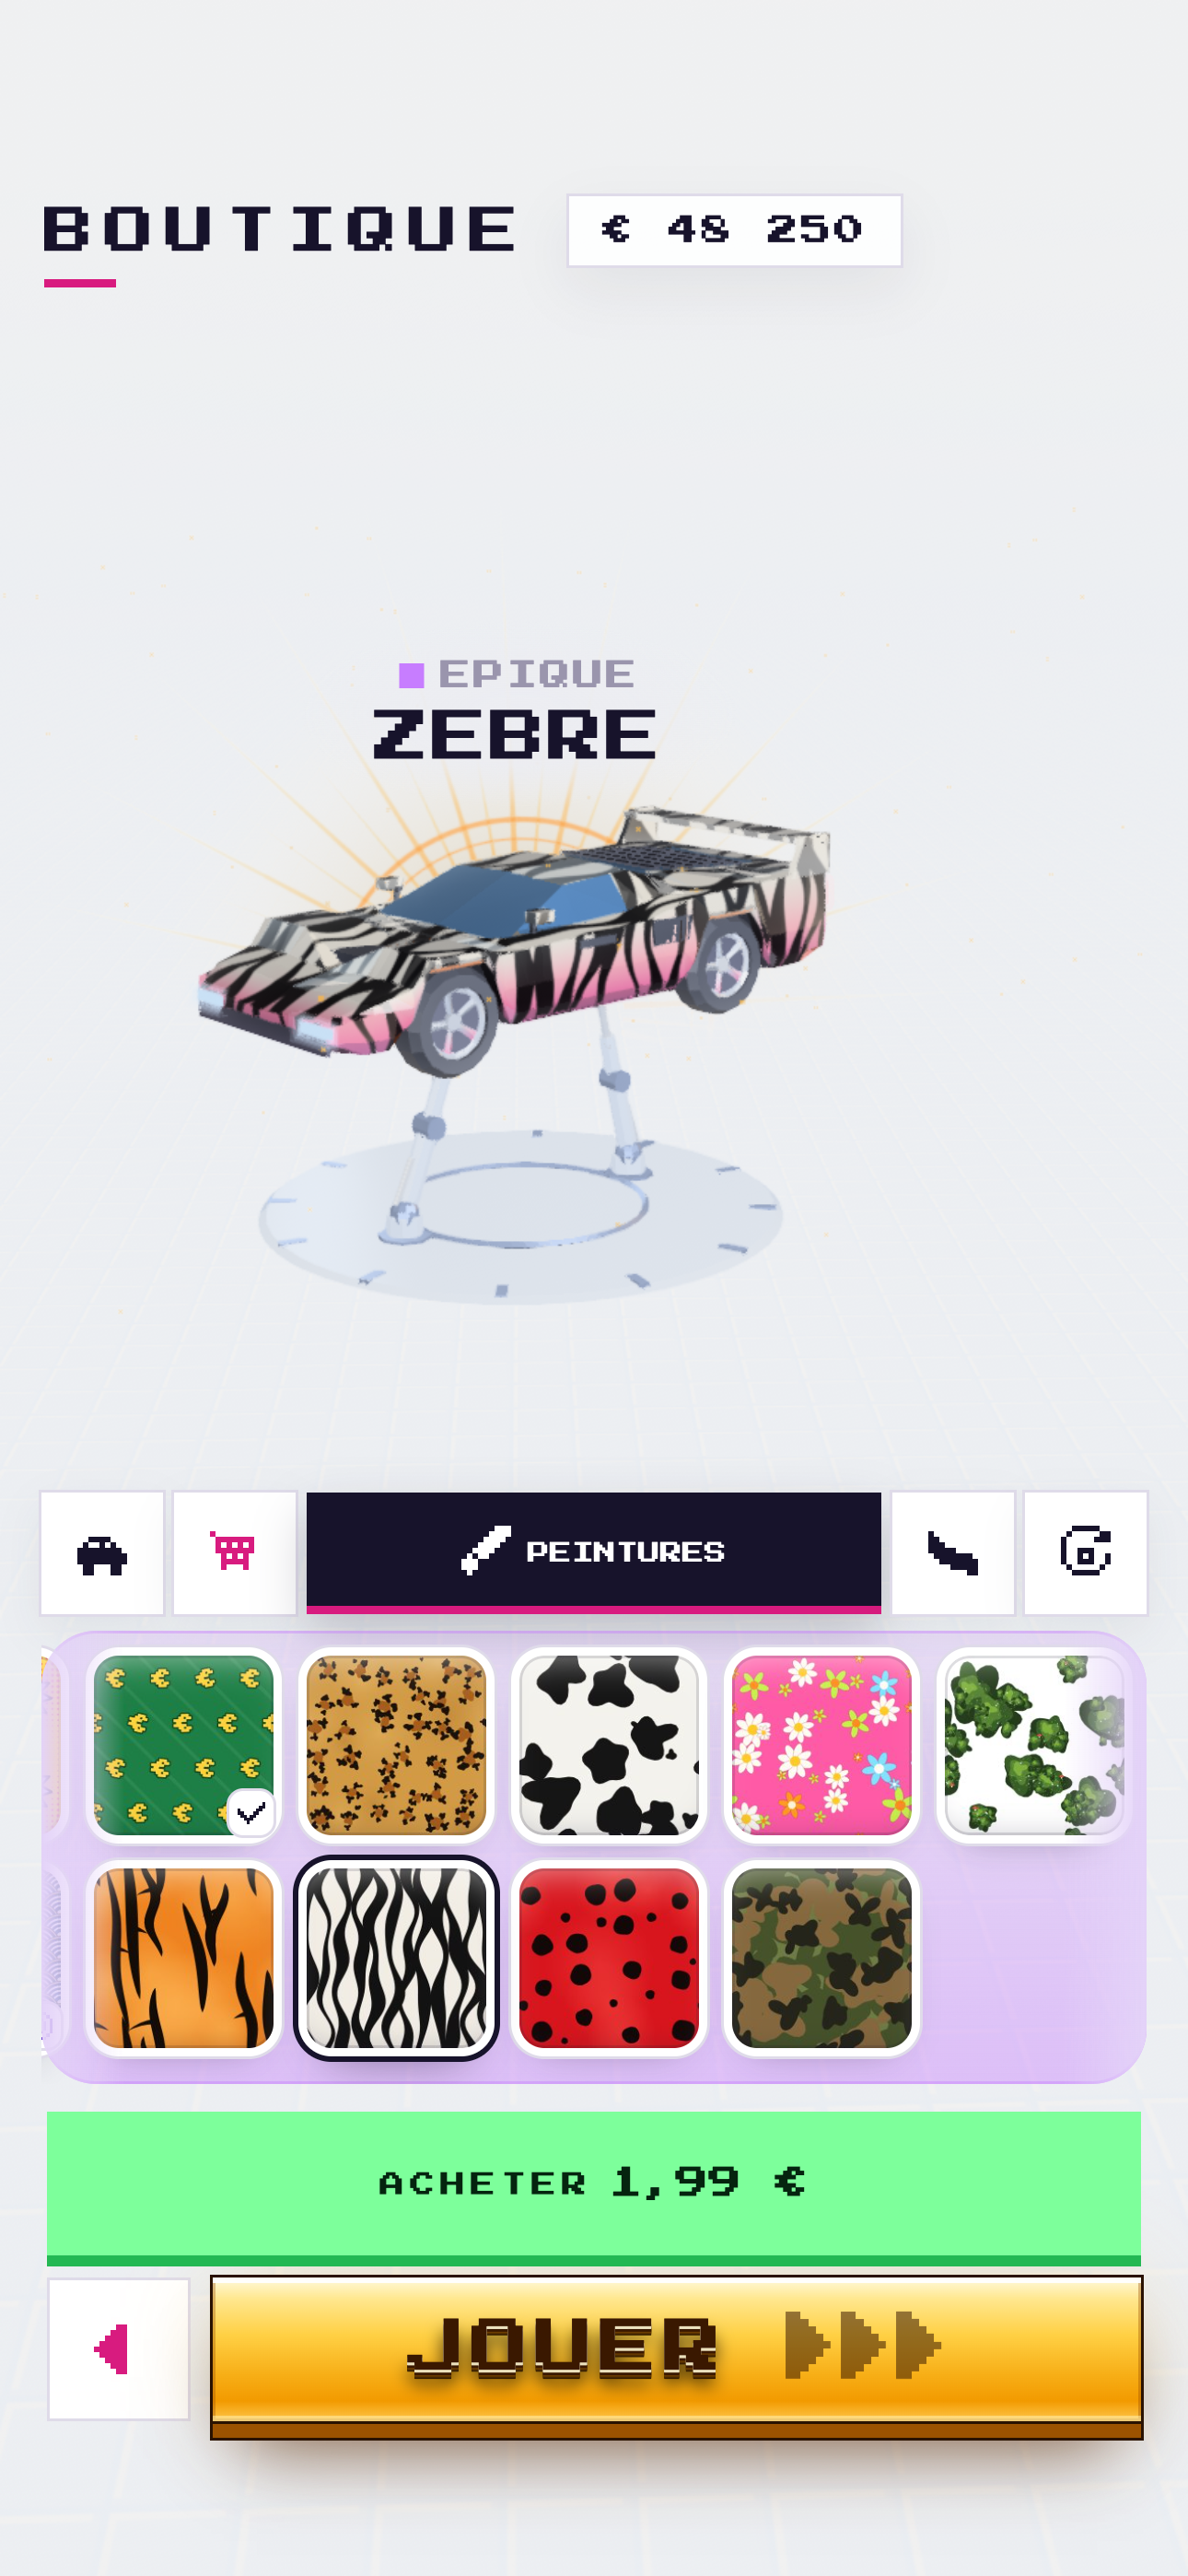 BOUTIQUE
€ 48 250
EPIQUE
ZEBRE
PEINTURES
ACHETER 1,99 €
JOUER